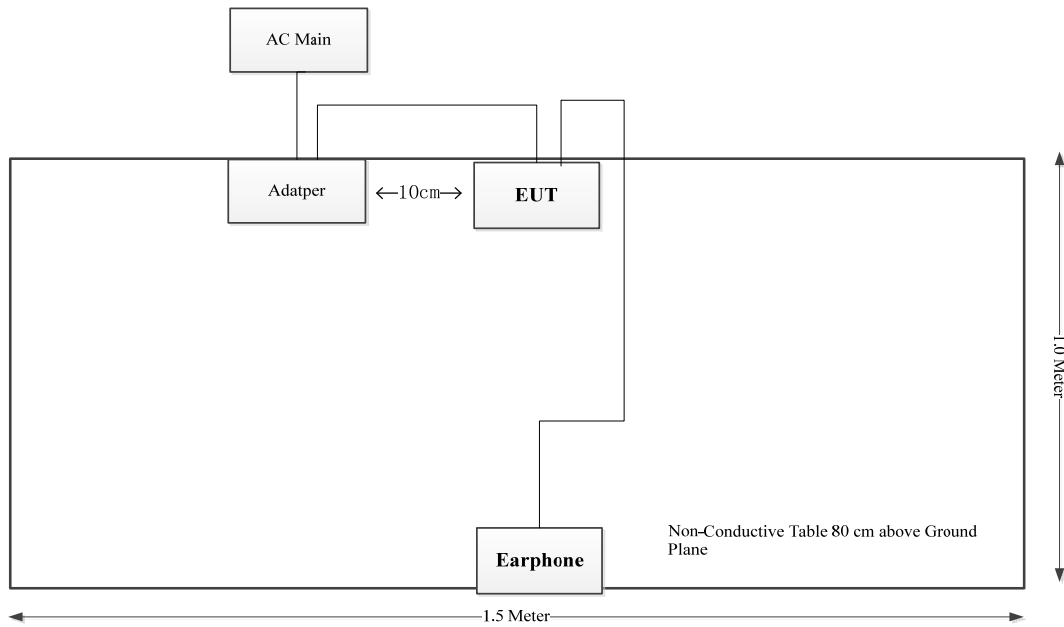 AC Main
Adatper
10cm
EUT
1.0 Meter
Non-Conductive Table 80 cm above Ground
Plane
Earphone
1.5 Meter